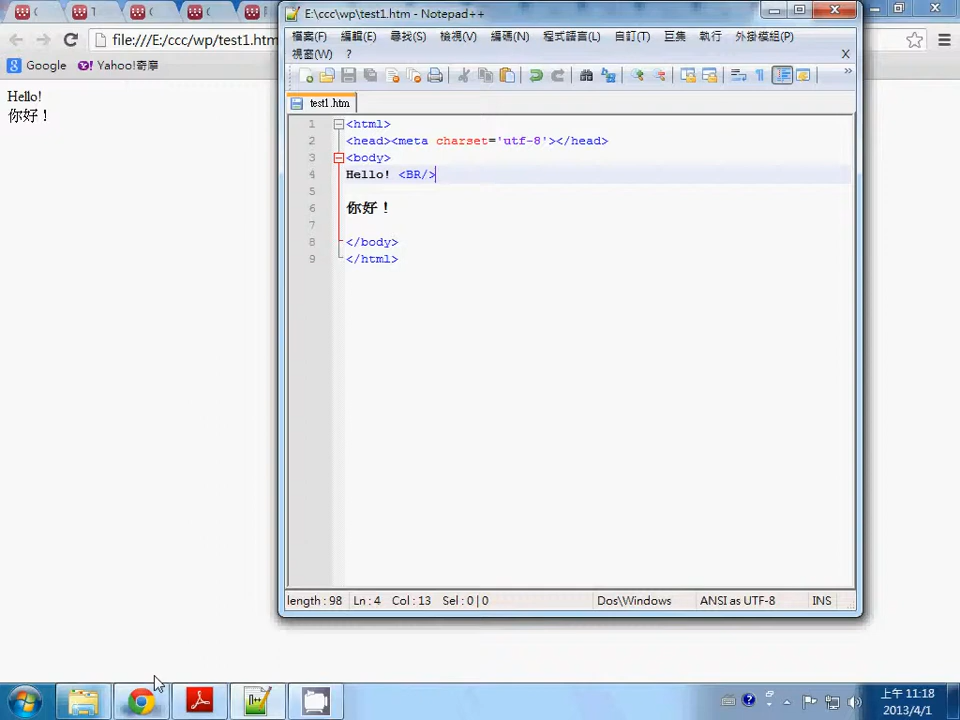 E:\ccc\wp\test1.htm - Notepad++
檔案(F) 編輯(E) 尋找(S) 檢視(V) 編碼(N) 程式語言(L) 自訂(T) 巨集 執行 外掛模組(P)
視窗(W) ? X
file:///E:/ccc/wp/test1.htm
Google Yahoo!奇摩
Hello!
你好！
test1.htm
1 <html>
2 <head><meta charset='utf-8'></head>
3 <body>
4 Hello! <BR/>
5
6 你好！
7
8 </body>
9 </html>
length : 98 Ln : 4 Col : 13 Sel : 0 | 0 Dos\Windows ANSI as UTF-8 INS
上午 11:18
2013/4/1